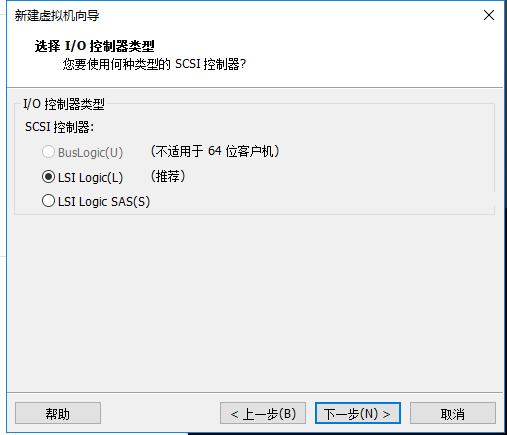 新建虚拟机向导
选择 I/O 控制器类型
您要使用何种类型的 SCSI 控制器?
I/O 控制器类型
SCSI 控制器:
BusLogic(U) (不适用于 64 位客户机)
LSI Logic(L) (推荐)
LSI Logic SAS(S)
帮助 < 上一步(B) 下一步(N) > 取消